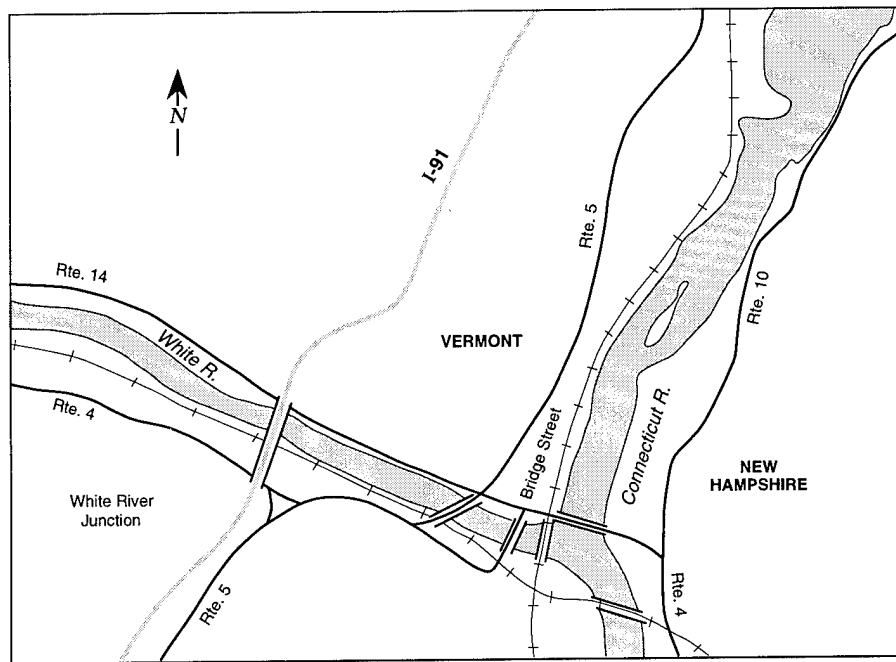 N
I-91
Rte. 5
Rte. 14
White R.
VERMONT
Rte. 10
Rte. 4
Bridge Street
Connecticut R.
NEW
HAMPSHIRE
White River
Junction
Rte. 5
Rte. 4